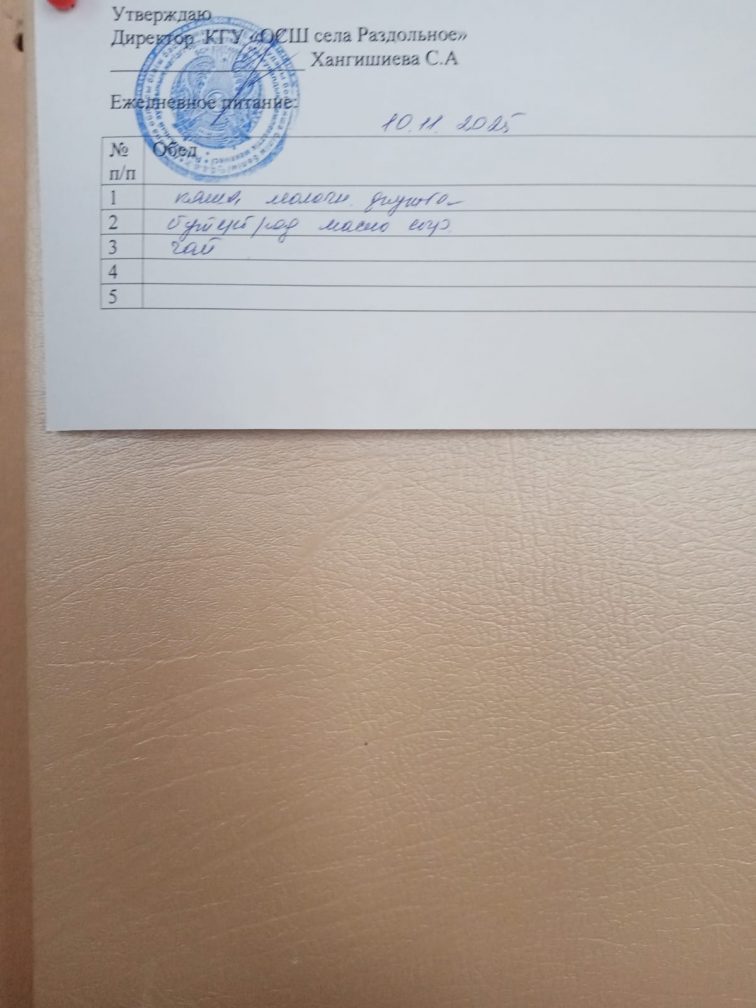 Утверждаю
Директор КГУ «ОСШ села Раздольное»
Хангишиева С.А
Ежедневное питание:
10.11.2025
№ п/п Обед
1 каша молочн. дружба
2 бутерброд масло сыр.
3 чай
4
5